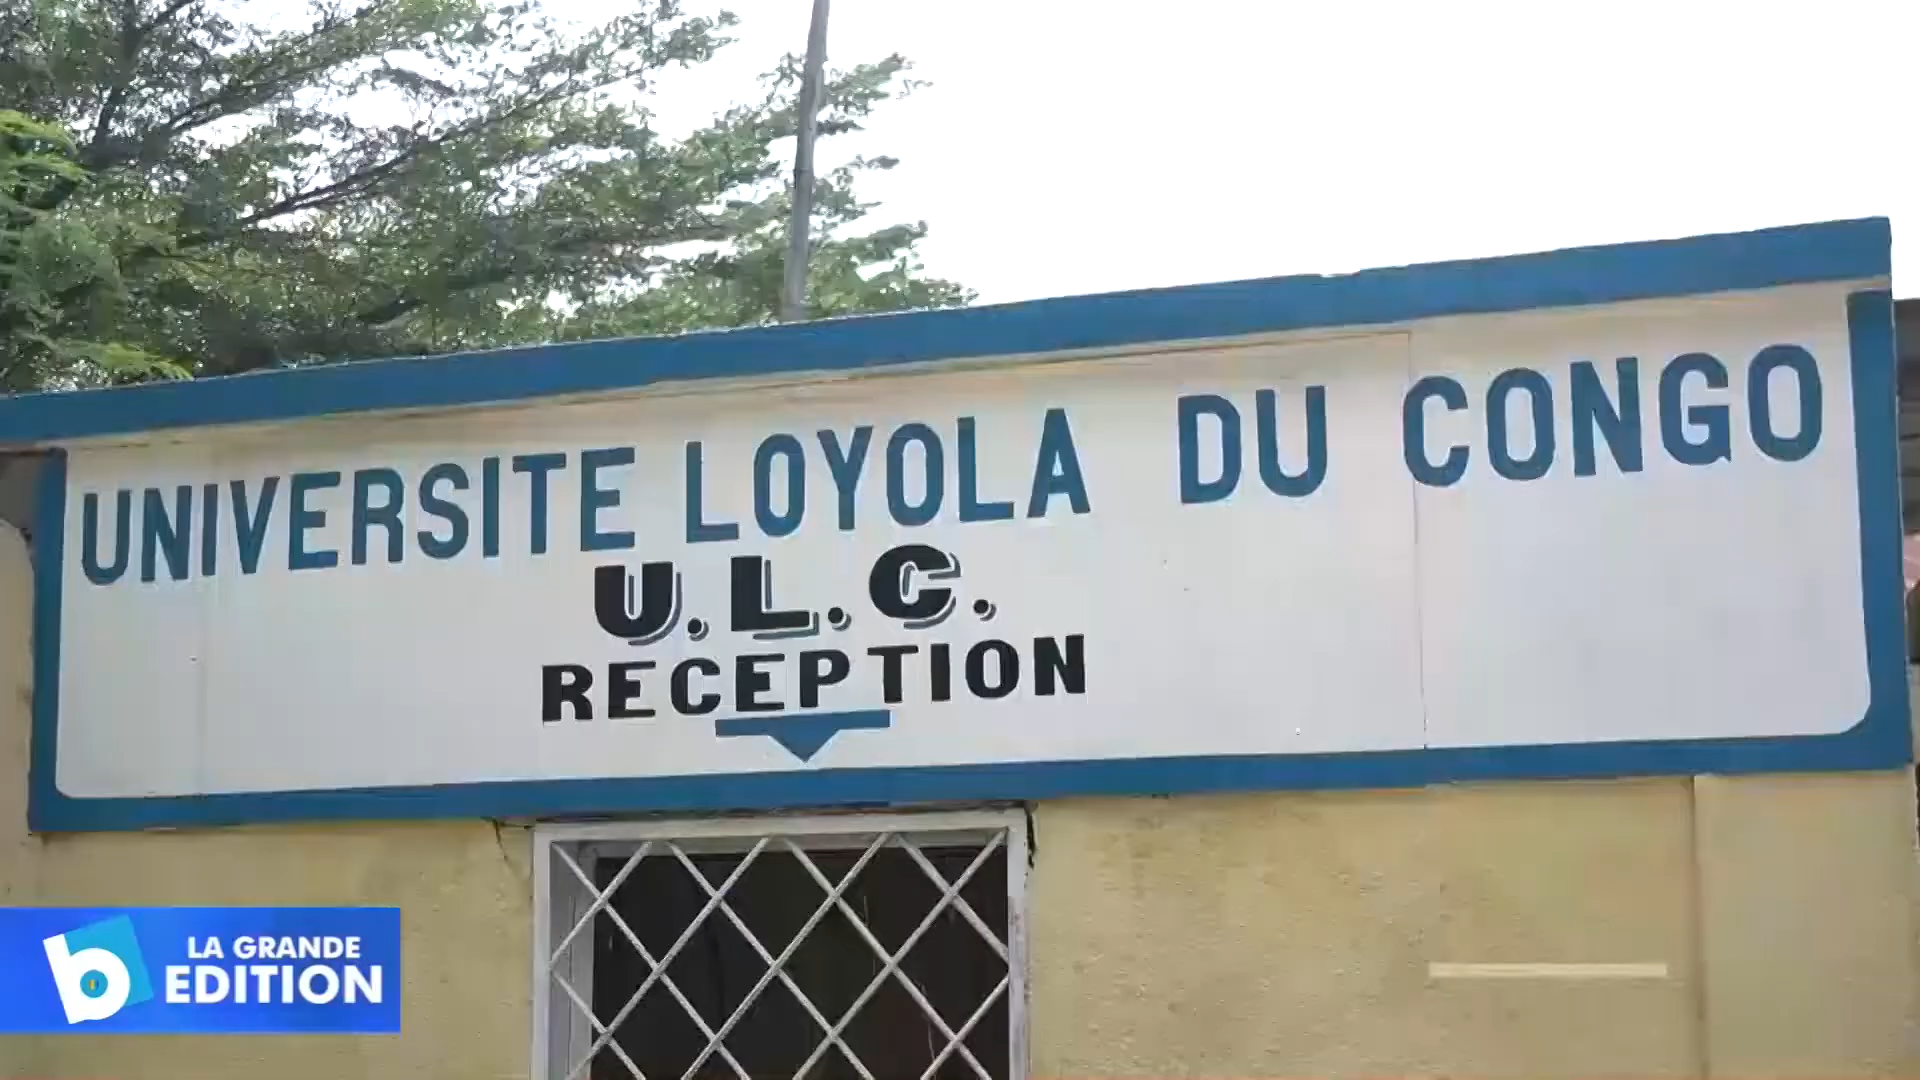 UNIVERSITE LOYOLA DU CONGO
U.L.C.
RECEPTION
b LA GRANDE
EDITION